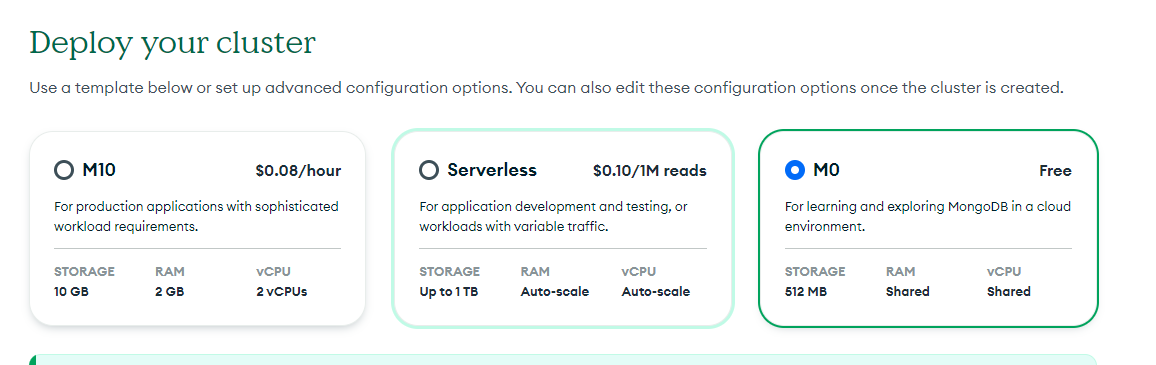 Deploy your cluster
Use a template below or set up advanced configuration options. You can also edit these configuration options once the cluster is created.
M10 $0.08/hour
For production applications with sophisticated
workload requirements.
STORAGE RAM vCPU
10 GB 2 GB 2 vCPUs
Serverless $0.10/1M reads
For application development and testing, or
workloads with variable traffic.
STORAGE RAM vCPU
Up to 1 TB Auto-scale Auto-scale
M0 Free
For learning and exploring MongoDB in a cloud
environment.
STORAGE RAM vCPU
512 MB Shared Shared